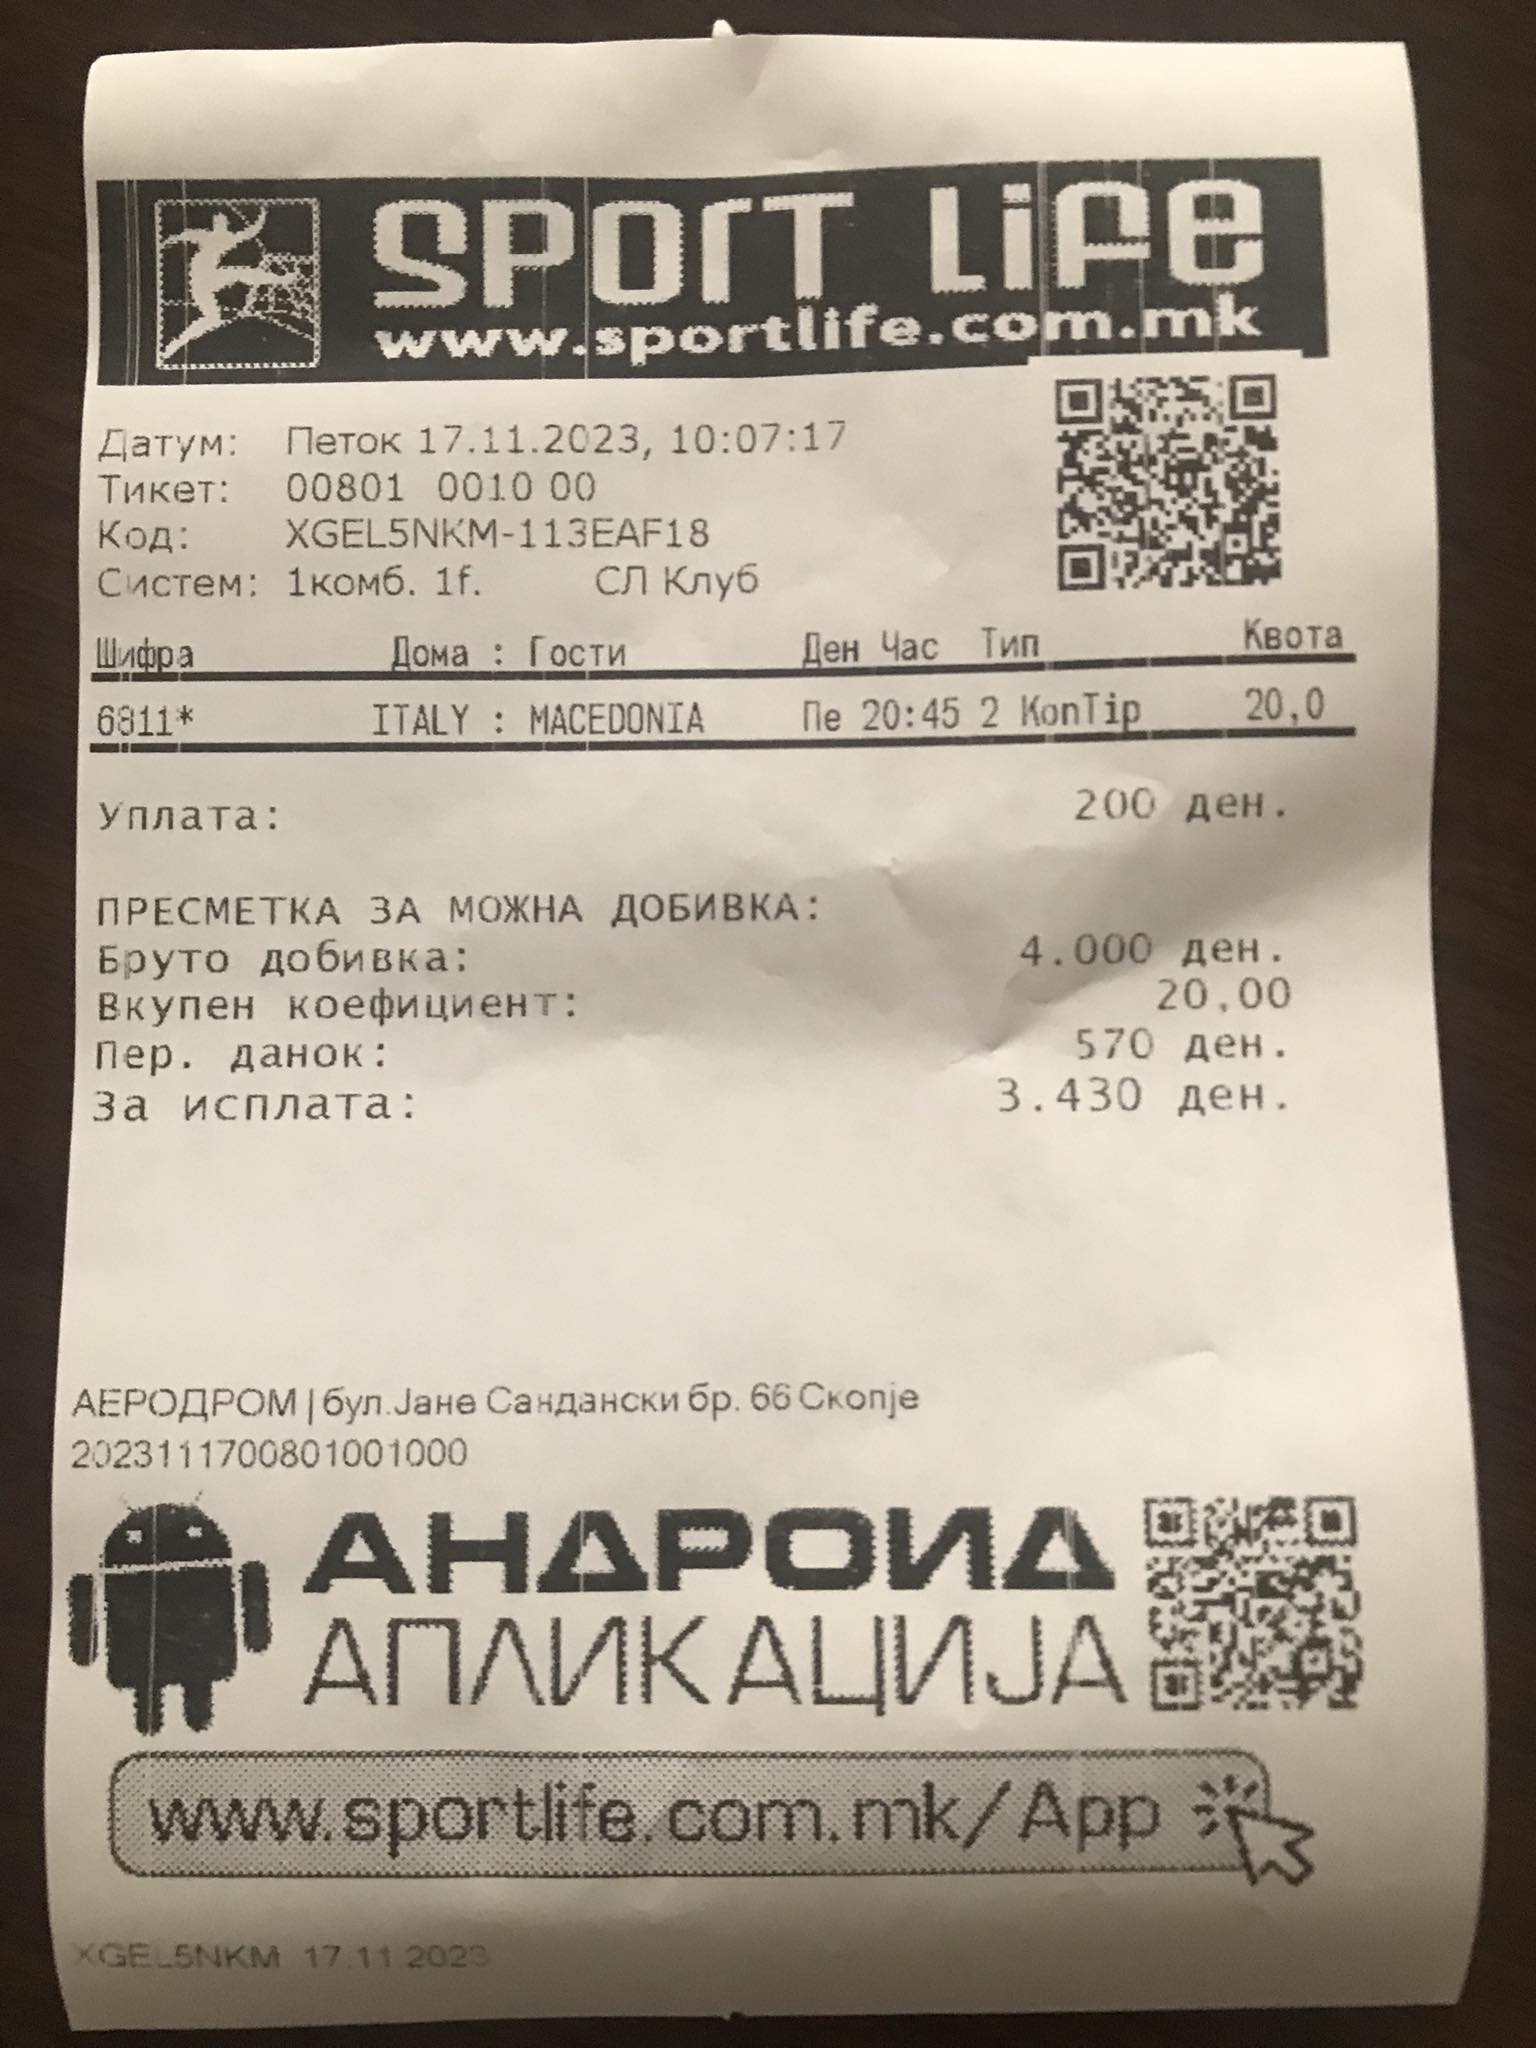 SPORT LiFe
www.sportlife.com.mk
Датум: Петок 17.11.2023, 10:07:17
Тикет: 00801 0010 00
Код: XGEL5NKM-113EAF18
Систем: 1комб. 1f. СЛ Клуб
Шифра Дома : Гости Ден Час Тип Квота
6811* ITALY : MACEDONIA Пе 20:45 2 KonTip 20,0
Уплата: 200 ден.
ПРЕСМЕТКА ЗА МОЖНА ДОБИВКА:
Бруто добивка: 4.000 ден.
Вкупен коефициент: 20,00
Пер. данок: 570 ден.
За исплата: 3.430 ден.
АЕРОДРОМ | бул.Јане Сандански бр. 66 Скопје
2023111700801001000
АНДРОИД
АПЛИКАЦИЈА
www.sportlife.com.mk/App
XGEL5NKM 17.11.2023